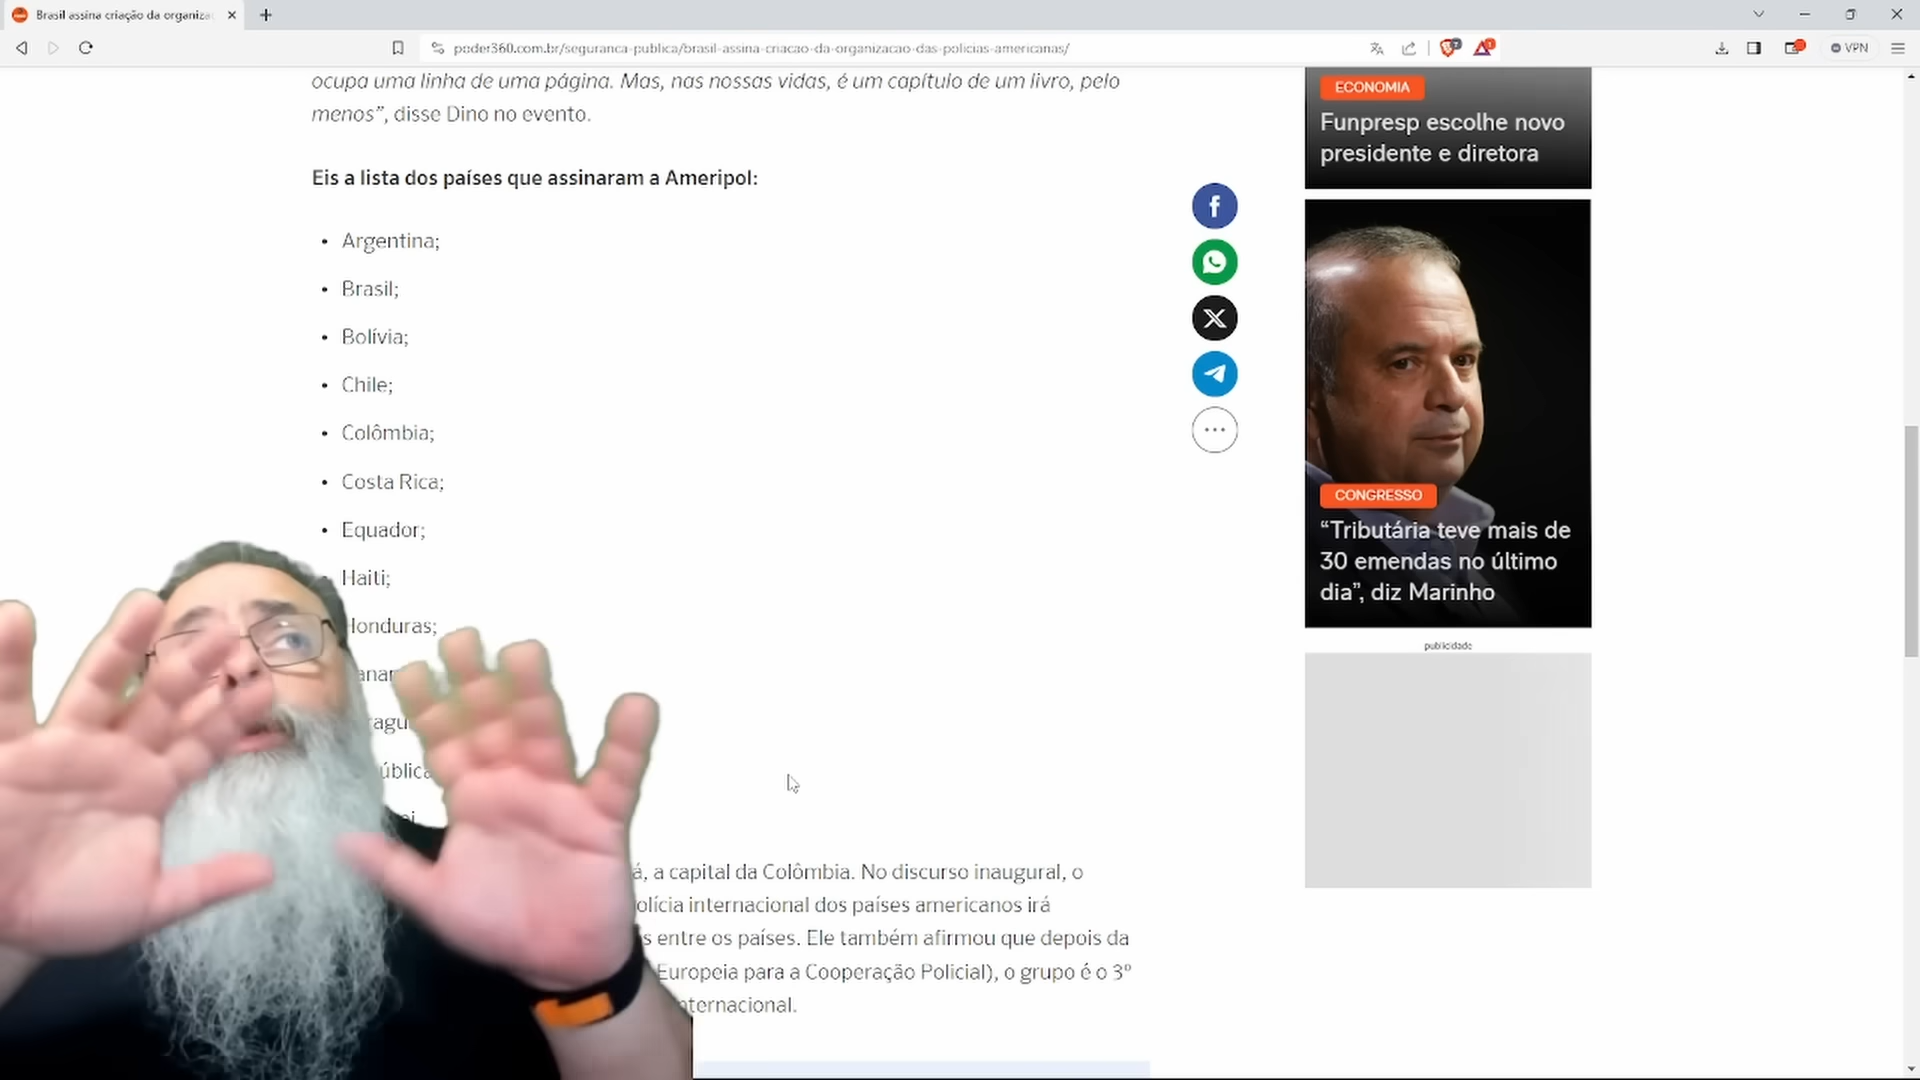 Brasil assina criação da organiza
poder360.com.br/seguranca-publica/brasil-assina-criacao-da-organizacao-das-policias-americanas/
VPN
ocupa uma linha de uma página. Mas, nas nossas vidas, é um capítulo de um livro, pelo
menos”, disse Dino no evento.
Eis a lista dos países que assinaram a Ameripol:
• Argentina;
• Brasil;
• Bolívia;
• Chile;
• Colômbia;
• Costa Rica;
• Equador;
Haiti;
Honduras;
á, a capital da Colômbia. No discurso inaugural, o
olícia internacional dos países americanos irá
s entre os países. Ele também afirmou que depois da
Europeia para a Cooperação Policial), o grupo é o 3º
nternacional.
ECONOMIA
Funpresp escolhe novo
presidente e diretora
CONGRESSO
“Tributária teve mais de
30 emendas no último
dia”, diz Marinho
publicidade